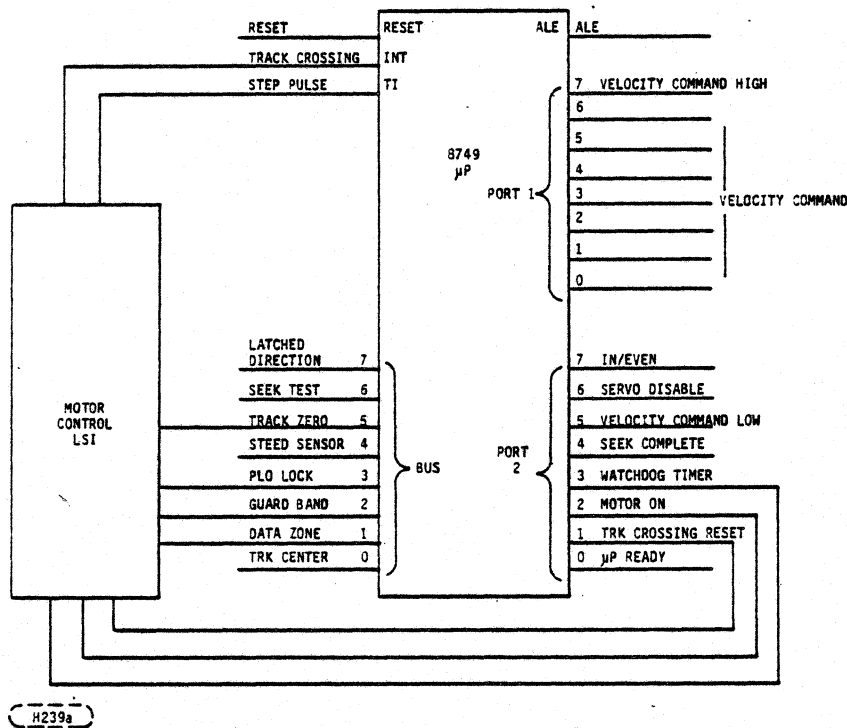 RESET
RESET
ALE
ALE
TRACK CROSSING
INT
STEP PULSE
TI
7 VELOCITY COMMAND HIGH
6
5
4
3
2
1
0
8749
µP
PORT 1
VELOCITY COMMAND
MOTOR
CONTROL
LSI
LATCHED
DIRECTION 7
SEEK TEST 6
TRACK ZERO 5
STEED SENSOR 4
PLO LOCK 3
GUARD BAND 2
DATA ZONE 1
TRK CENTER 0
BUS
PORT
2
7 IN/EVEN
6 SERVO DISABLE
5 VELOCITY COMMAND LOW
4 SEEK COMPLETE
3 WATCHDOG TIMER
2 MOTOR ON
1 TRK CROSSING RESET
0 µP READY
H239a